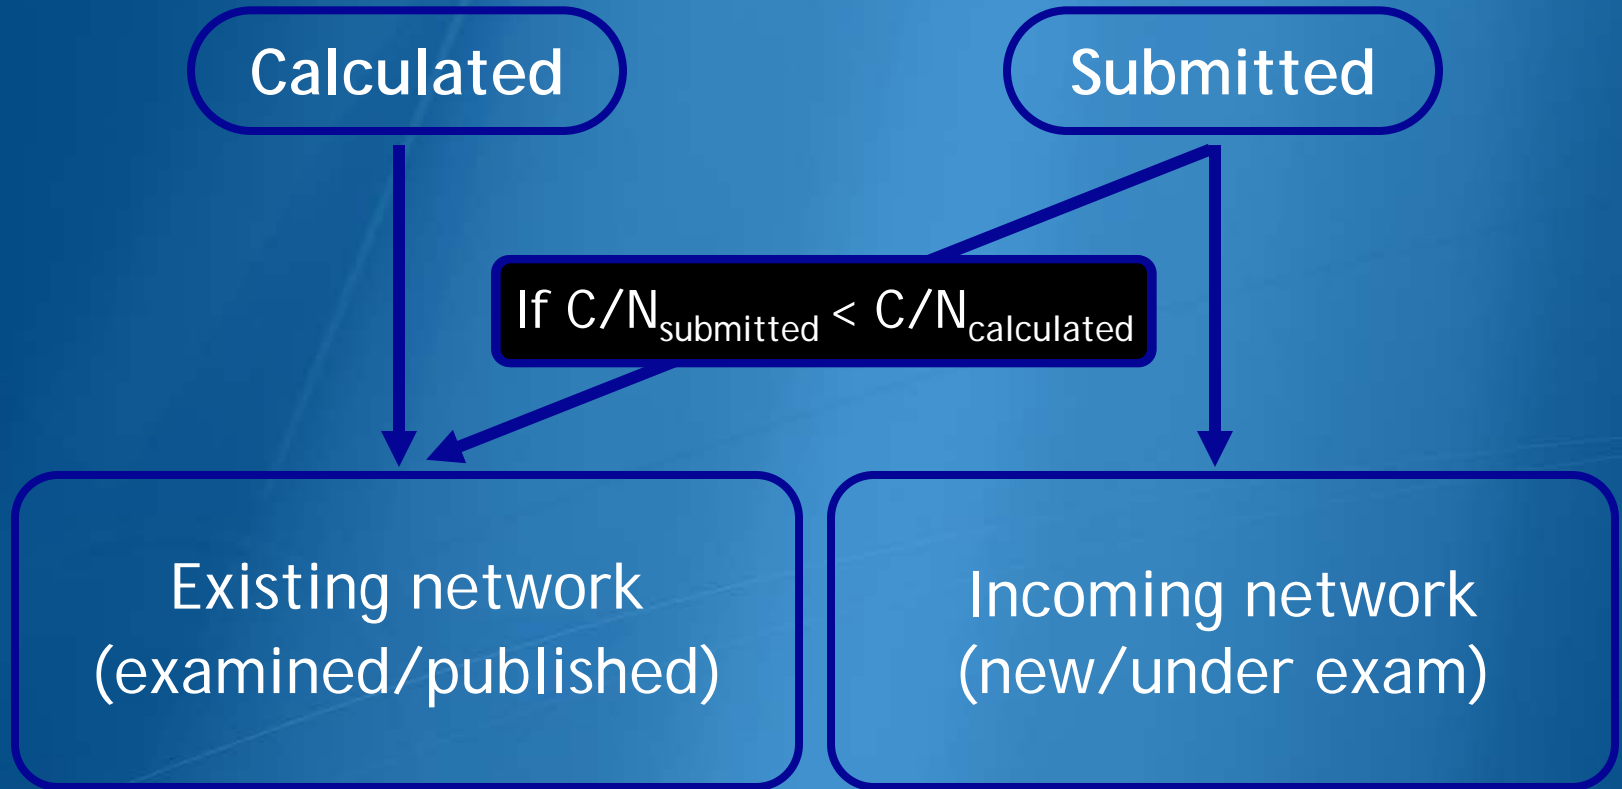 Calculated
Submitted
If C/Nsubmitted < C/Ncalculated
Existing network
(examined/published)
Incoming network
(new/under exam)